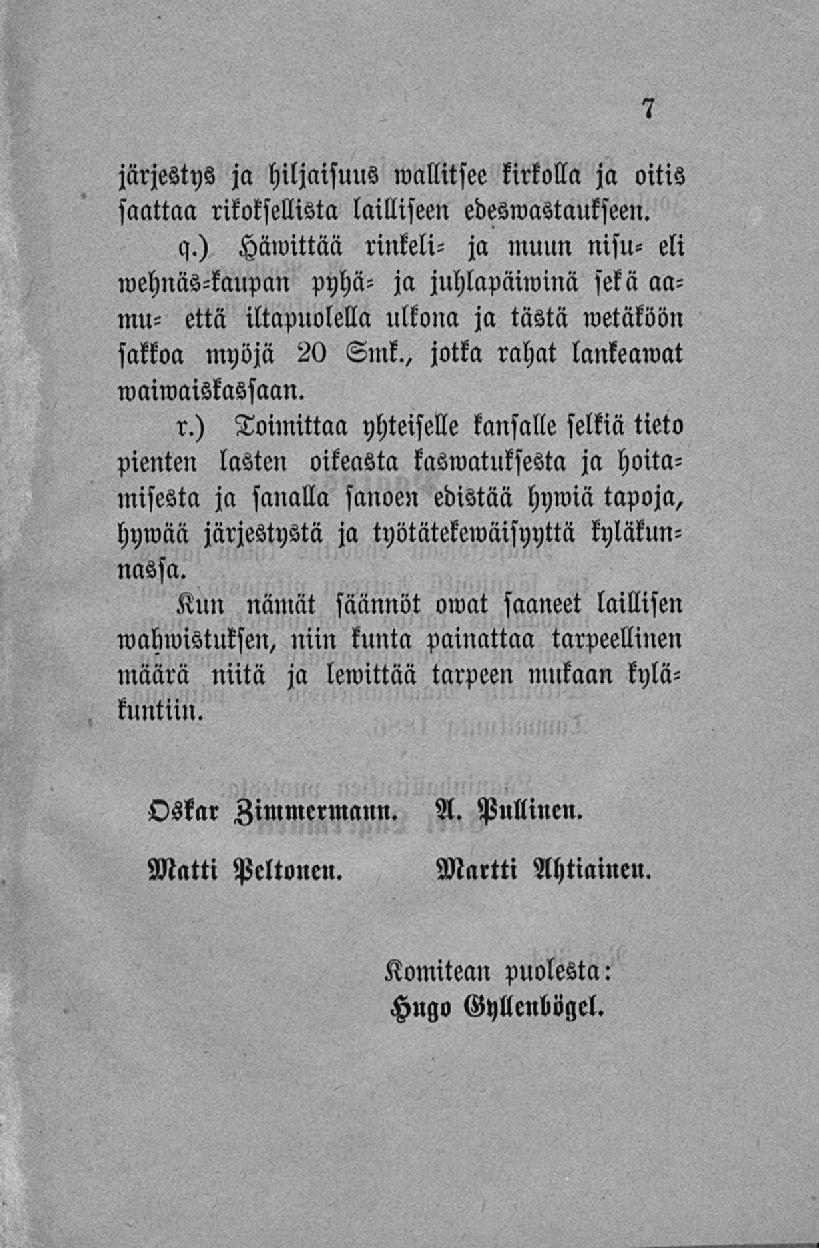 7
järjestys ja hiljaisuus wallitsee kirkolla ja oitis
saattaa rikoksellista lailliseen edeswastaukseen.
q.) Häwittää rinkeli- ja muun nisu- eli
wehnäs-kaupan pyhä- ja juhlapäiwinä sekä aa-
mu- että iltapuolella ulkona ja tästä wetäköön
sakkoa myöjä 20 Smk., jotka rahat lankeawat
waiwaiskassaan.
r.) Toimittaa yhteiselle kansalle selkiä tieto
pienten lasten oikeasta kaswatuksesta ja hoita-
misesta ja sanalla sanoen edistää hywiä tapoja,
hywää järjestystä ja työtätekewäisyyttä kyläkun-
nassa.
Kun nämät säännöt owat saaneet laillisen
wahwistuksen, niin kunta painattaa tarpeellinen
määrä niitä ja lewittää tarpeen mukaan kylä-
kuntiin.
Oskar Zimmermann. A. Pullinen.
Matti Peltonen. Martti Ahtiainen.
Komitean puolesta:
Hugo Gyllenbögel.